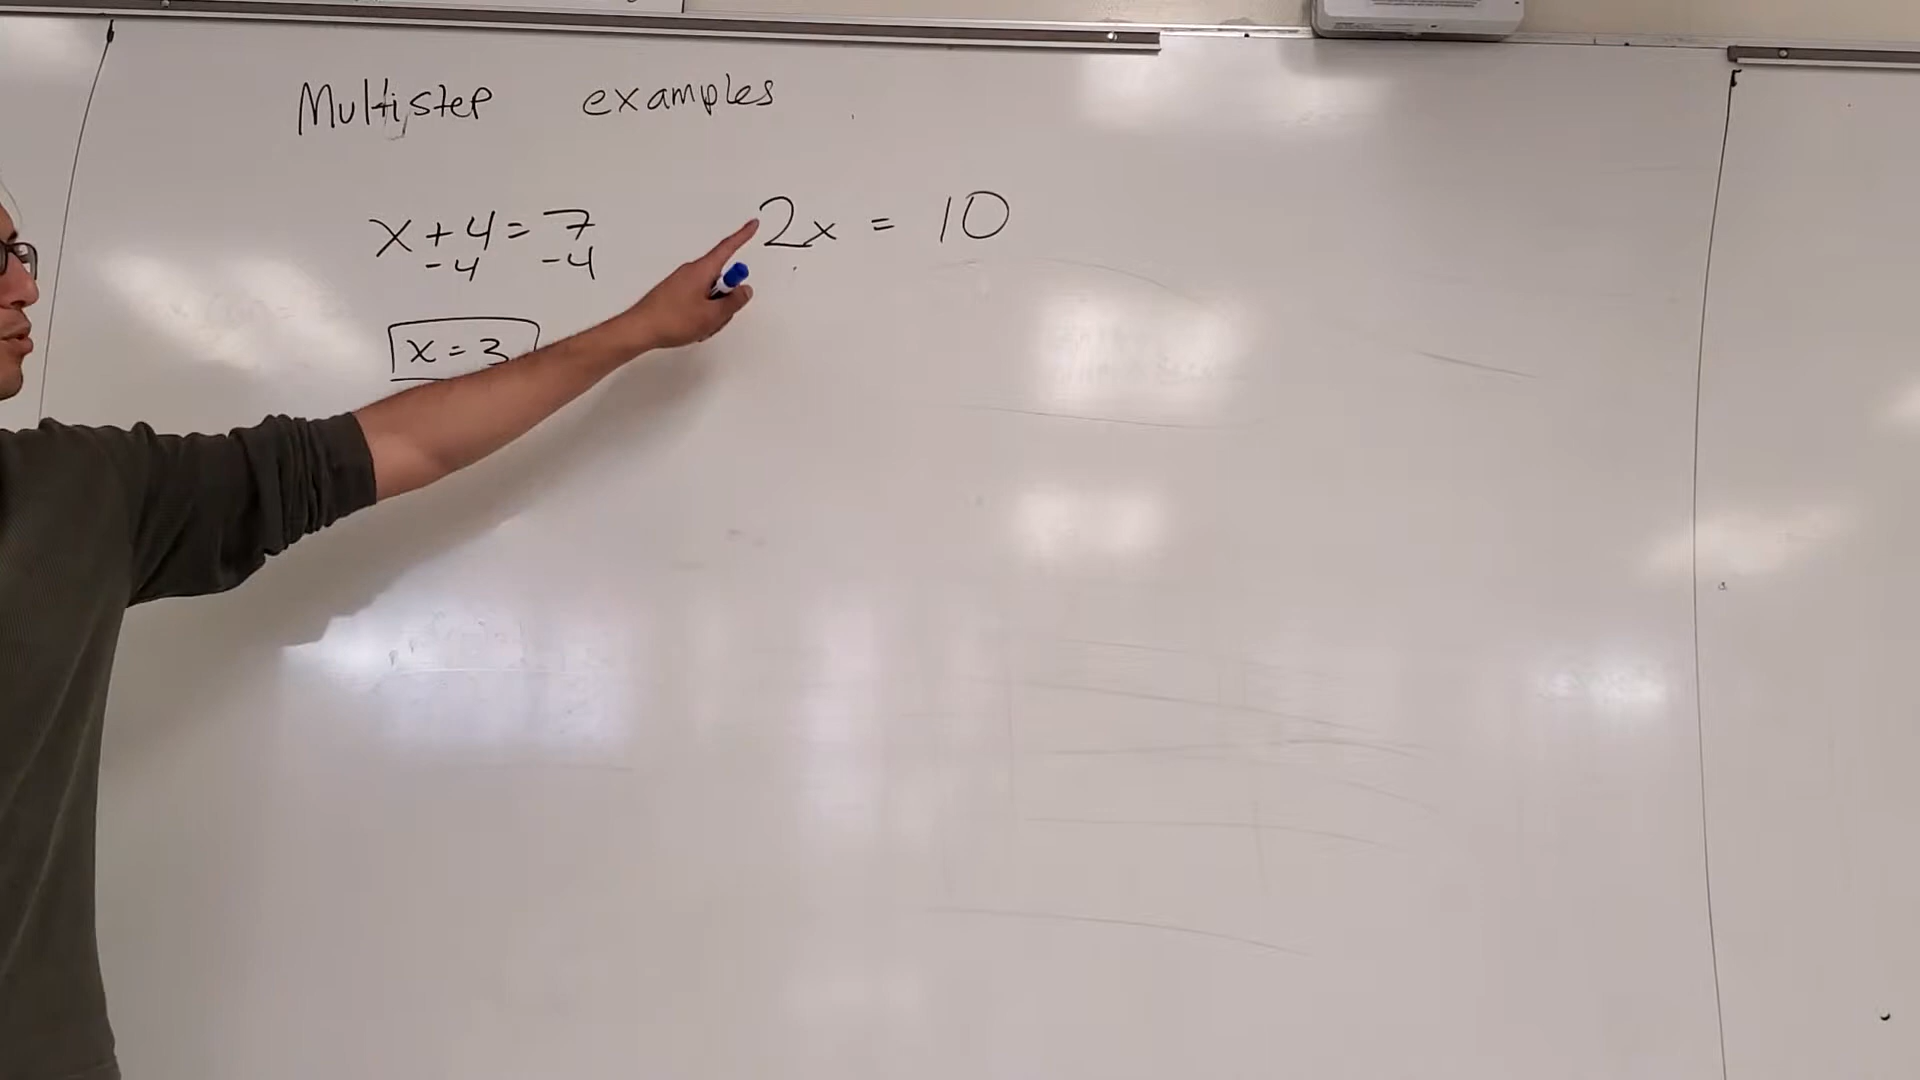 Multistep examples
x + 4 = 7
-4 -4
x = 3
2x = 10